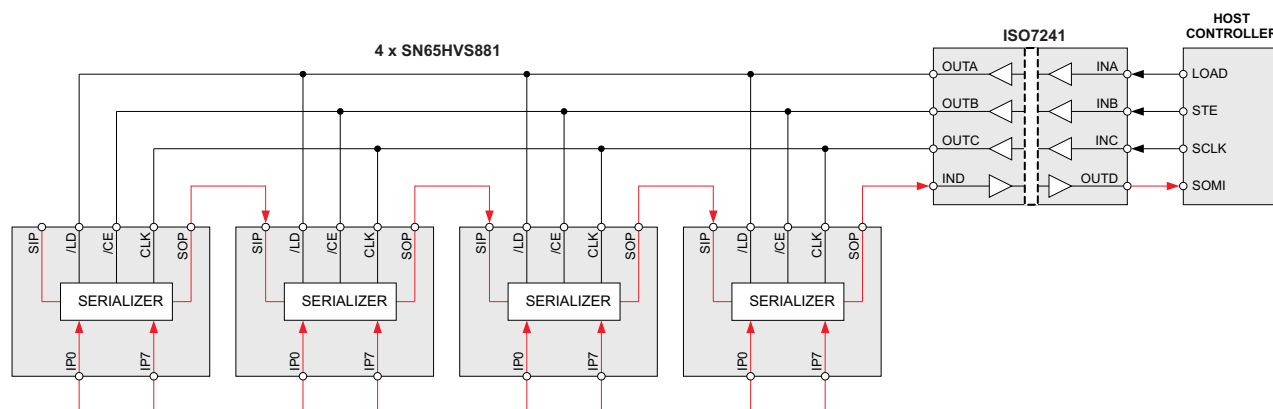 HOST
CONTROLLER
4 x SN65HVS881
ISO7241
OUTA
INA
LOAD
OUTB
INB
STE
OUTC
INC
SCLK
IND
OUTD
SOMI
SIP
/LD
/CE
CLK
SOP
SIP
/LD
/CE
CLK
SOP
SIP
/LD
/CE
CLK
SOP
SIP
/LD
/CE
CLK
SOP
SERIALIZER
SERIALIZER
SERIALIZER
SERIALIZER
IP0
IP7
IP0
IP7
IP0
IP7
IP0
IP7